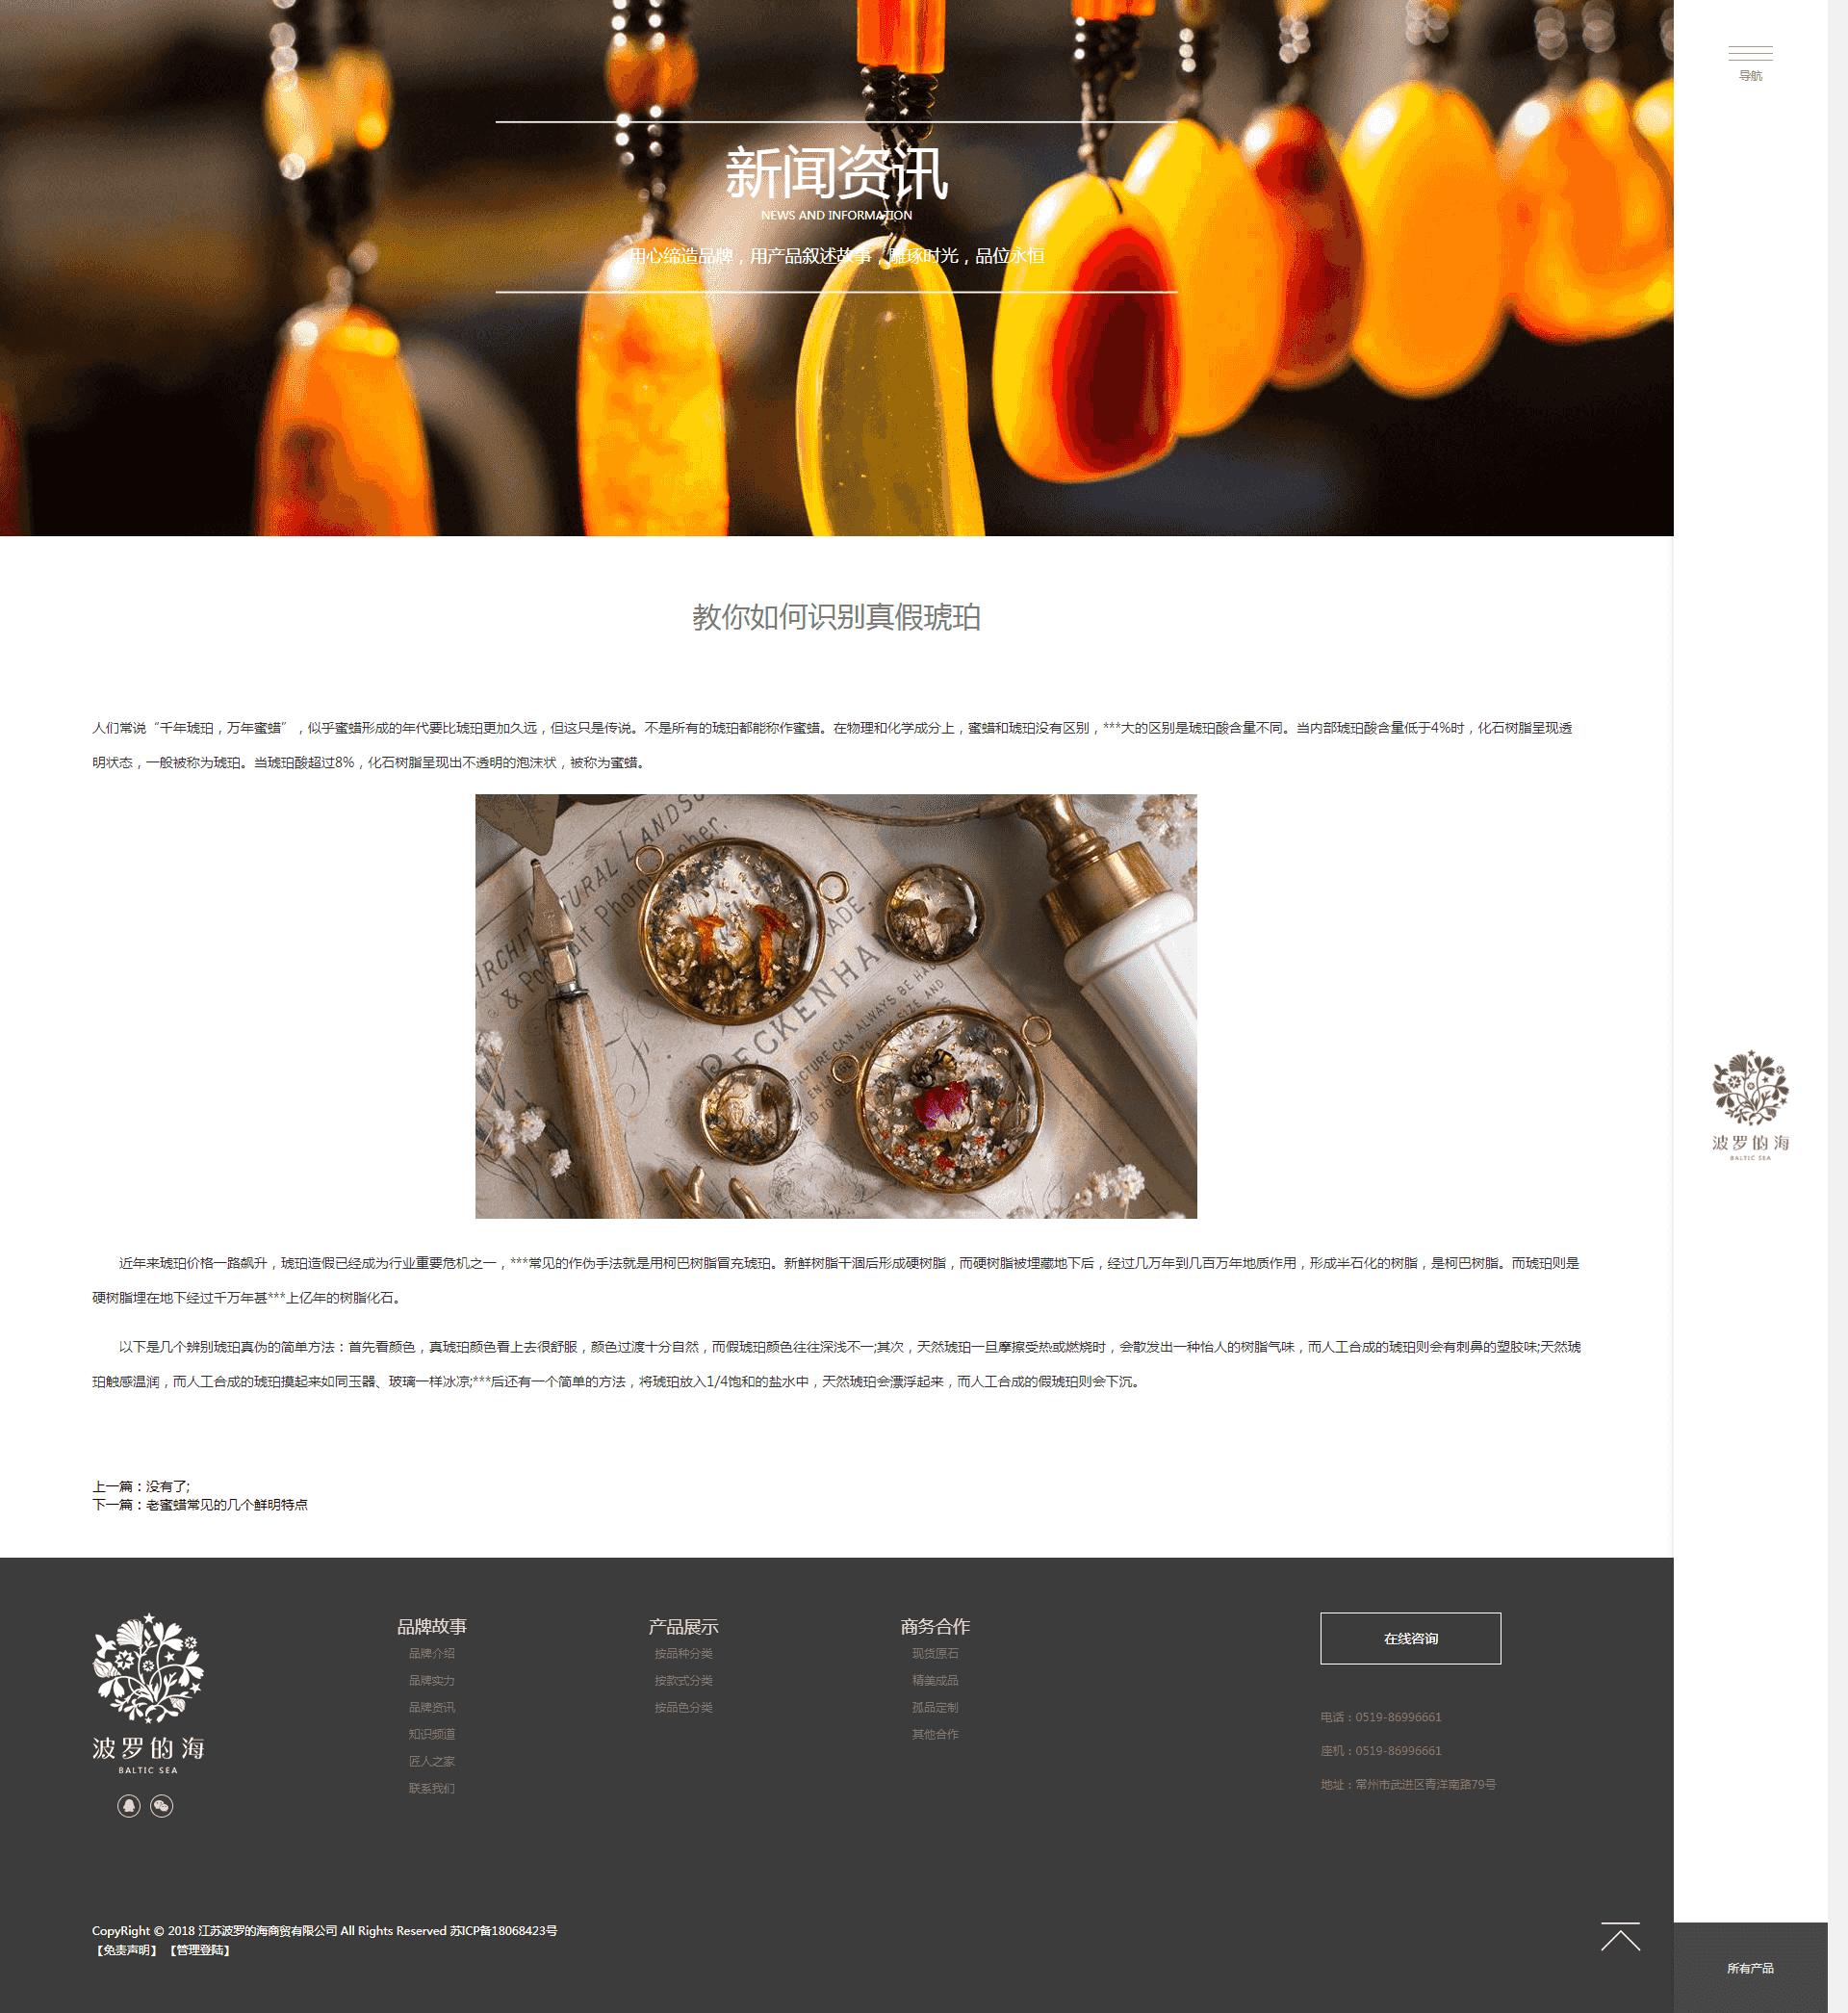 导航
新闻资讯
NEWS AND INFORMATION
用心缔造品牌，用产品叙述故事，雕琢时光，品位永恒
教你如何识别真假琥珀
人们常说“千年琥珀，万年蜜蜡”，似乎蜜蜡形成的年代要比琥珀更加久远，但这只是传说。不是所有的琥珀都能称作蜜蜡。在物理和化学成分上，蜜蜡和琥珀没有区别，***大的区别是琥珀酸含量不同。当内部琥珀酸含量低于4%时，化石树脂呈现透
明状态，一般被称为琥珀。当琥珀酸超过8%，化石树脂呈现出不透明的泡沫状，被称为蜜蜡。
NATURAL LANDSC
Photographer.
ARCHIT
& Po
RADE,
BECKENHA
PICTURE CAN ALWAYS BE HAD
ANY SIZE AND
波罗的海
BALTIC SEA
近年来琥珀价格一路飙升，琥珀造假已经成为行业重要危机之一，***常见的作伪手法就是用柯巴树脂冒充琥珀。新鲜树脂干涸后形成硬树脂，而硬树脂被埋藏地下后，经过几万年到几百万年地质作用，形成半石化的树脂，是柯巴树脂。而琥珀则是
硬树脂埋在地下经过千万年甚***上亿年的树脂化石。
以下是几个辨别琥珀真伪的简单方法：首先看颜色，真琥珀颜色看上去很舒服，颜色过渡十分自然，而假琥珀颜色往往深浅不一;其次，天然琥珀一旦摩擦受热或燃烧时，会散发出一种怡人的树脂气味，而人工合成的琥珀则会有刺鼻的塑胶味;天然琥
珀触感温润，而人工合成的琥珀摸起来如同玉器、玻璃一样冰凉;***后还有一个简单的方法，将琥珀放入1/4饱和的盐水中，天然琥珀会漂浮起来，而人工合成的假琥珀则会下沉。
上一篇：没有了;
下一篇：老蜜蜡常见的几个鲜明特点
波罗的海
BALTIC SEA
品牌故事
品牌介绍
品牌实力
品牌资讯
知识频道
匠人之家
联系我们
产品展示
按品种分类
按款式分类
按品色分类
商务合作
现货原石
精美成品
孤品定制
其他合作
在线咨询
电话：0519-86996661
座机：0519-86996661
地址：常州市武进区青洋南路79号
CopyRight © 2018 江苏波罗的海商贸有限公司 All Rights Reserved 苏ICP备18068423号
【免责声明】 【管理登陆】
所有产品